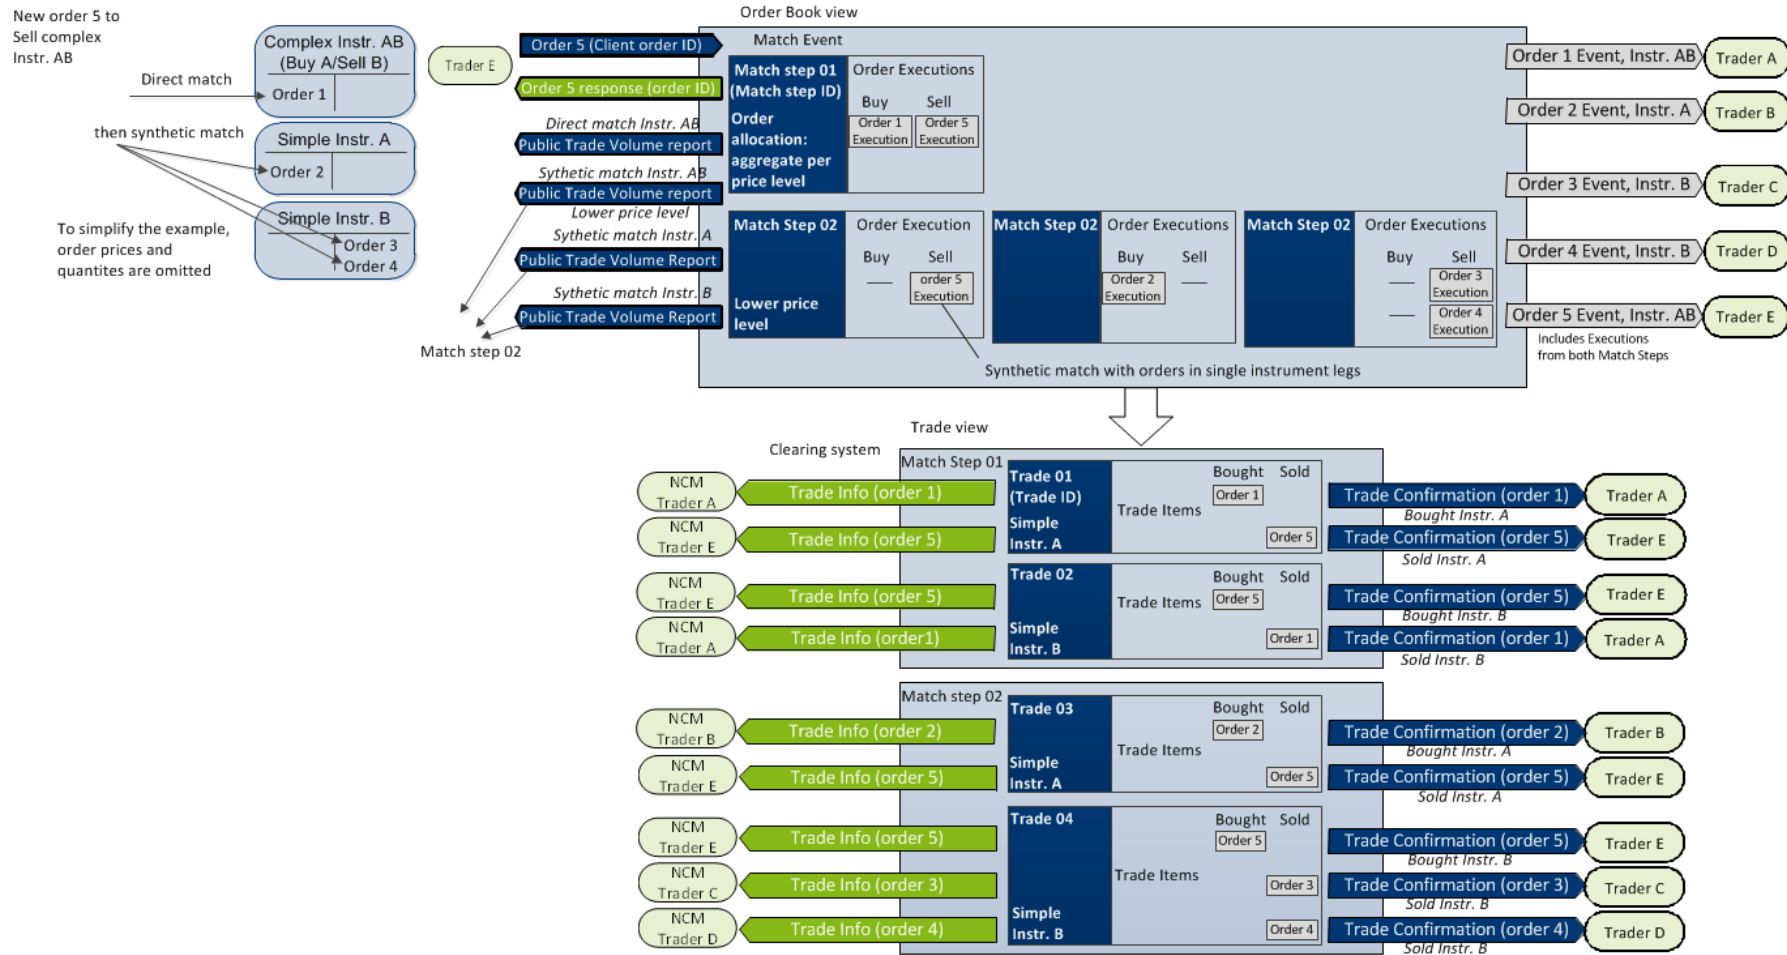 New order 5 to
Sell complex
Instr. AB
Direct match
then synthetic match
To simplify the example,
order prices and
quantites are omitted
Complex Instr. AB
(Buy A/Sell B)
Order 1
Simple Instr. A
Order 2
Simple Instr. B
Order 3
Order 4
Trader E
Order 5 (Client order ID)
Order 5 response (order ID)
Direct match Instr. AB
Public Trade Volume report
Sythetic match Instr. AB
Public Trade Volume report
Lower price level
Sythetic match Instr. A
Public Trade Volume Report
Sythetic match Instr. B
Public Trade Volume Report
Match step 02
Order Book view
Match Event
Match step 01
(Match step ID)
Order
allocation:
aggregate per
price level
Order Executions
Buy
Sell
Order 1
Execution
Order 5
Execution
Match Step 02
Lower price
level
Order Execution
Buy
Sell
order 5
Execution
Match Step 02
Order Executions
Buy
Sell
Order 2
Execution
Match Step 02
Order Executions
Buy
Sell
Order 3
Execution
Order 4
Execution
Synthetic match with orders in single instrument legs
Order 1 Event, Instr. AB
Trader A
Order 2 Event, Instr. A
Trader B
Order 3 Event, Instr. B
Trader C
Order 4 Event, Instr. B
Trader D
Order 5 Event, Instr. AB
Trader E
Includes Executions
from both Match Steps
Trade view
Clearing system
Match Step 01
NCM
Trader A
Trade Info (order 1)
NCM
Trader E
Trade Info (order 5)
Trade 01
(Trade ID)
Simple
Instr. A
Trade Items
Bought
Sold
Order 1
Order 5
Trade Confirmation (order 1)
Bought Instr. A
Trader A
Trade Confirmation (order 5)
Sold Instr. A
Trader E
NCM
Trader E
Trade Info (order 5)
NCM
Trader A
Trade Info (order1)
Trade 02
Simple
Instr. B
Trade Items
Bought
Sold
Order 5
Order 1
Trade Confirmation (order 5)
Bought Instr. B
Trader E
Trade Confirmation (order 1)
Sold Instr. B
Trader A
Match step 02
NCM
Trader B
Trade Info (order 2)
NCM
Trader E
Trade Info (order 5)
Trade 03
Simple
Instr. A
Trade Items
Bought
Sold
Order 2
Order 5
Trade Confirmation (order 2)
Bought Instr. A
Trader B
Trade Confirmation (order 5)
Sold Instr. A
Trader E
NCM
Trader E
Trade Info (order 5)
NCM
Trader C
Trade Info (order 3)
NCM
Trader D
Trade Info (order 4)
Trade 04
Simple
Instr. B
Trade Items
Bought
Sold
Order 5
Order 3
Order 4
Trade Confirmation (order 5)
Bought Instr. B
Trader E
Trade Confirmation (order 3)
Sold Instr. B
Trader C
Trade Confirmation (order 4)
Sold Instr. B
Trader D